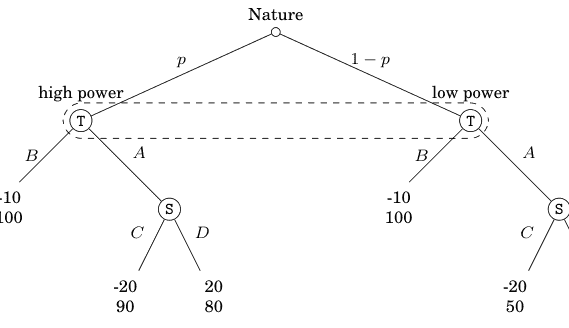 Nature
p 1 − p
high power low power
T T
B A B A
-10 -10
100 100
S S
C D C
-20 20 -20
90 80 50